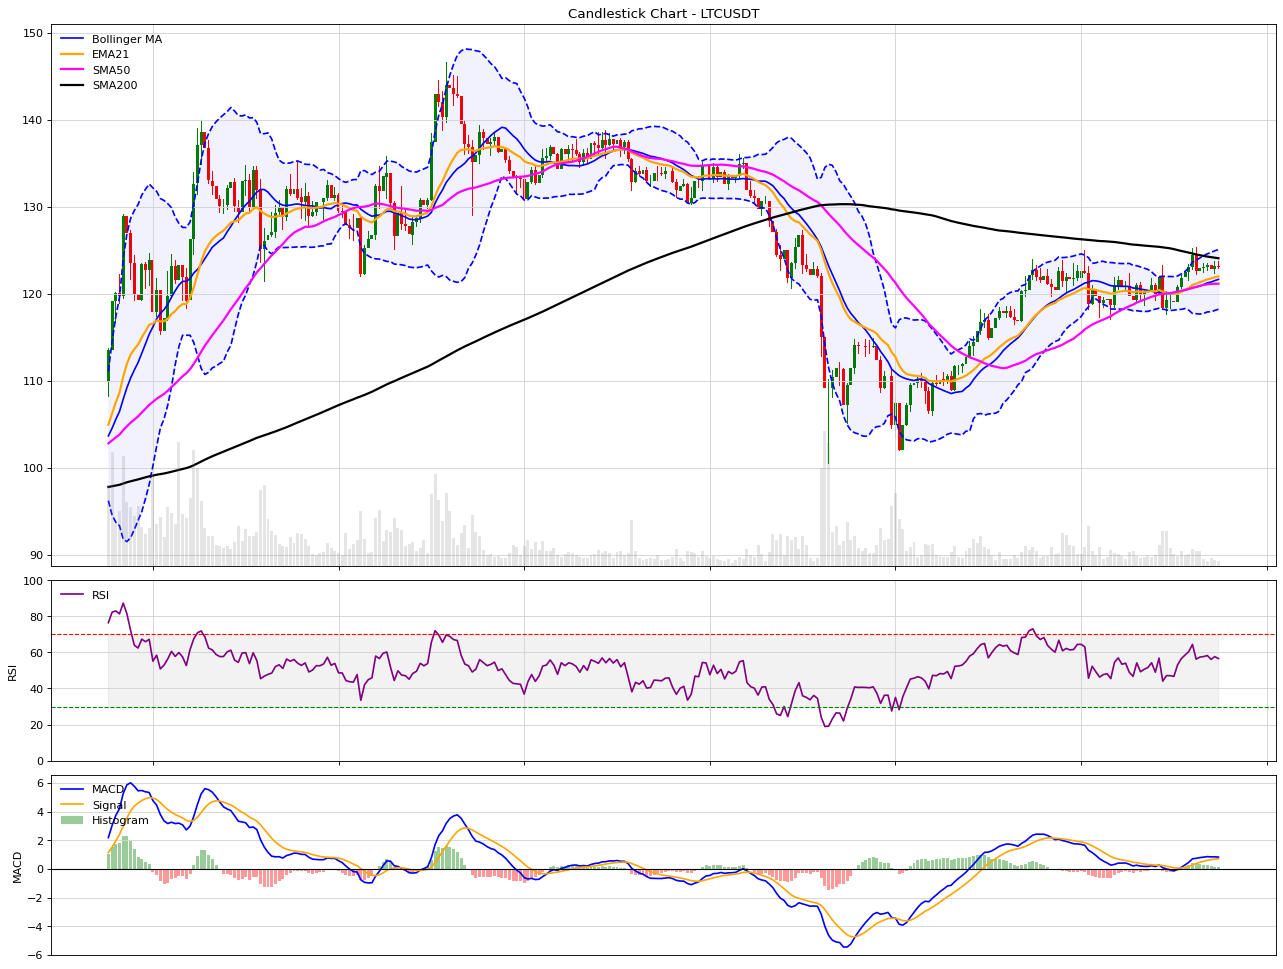 Candlestick Chart - LTCUSDT
150
140
130
120
110
100
90
Bollinger MA
EMA21
SMA50
SMA200
100
80
60
40
20
0
RSI
RSI
6
4
2
0
−2
−4
−6
MACD
MACD
Signal
Histogram